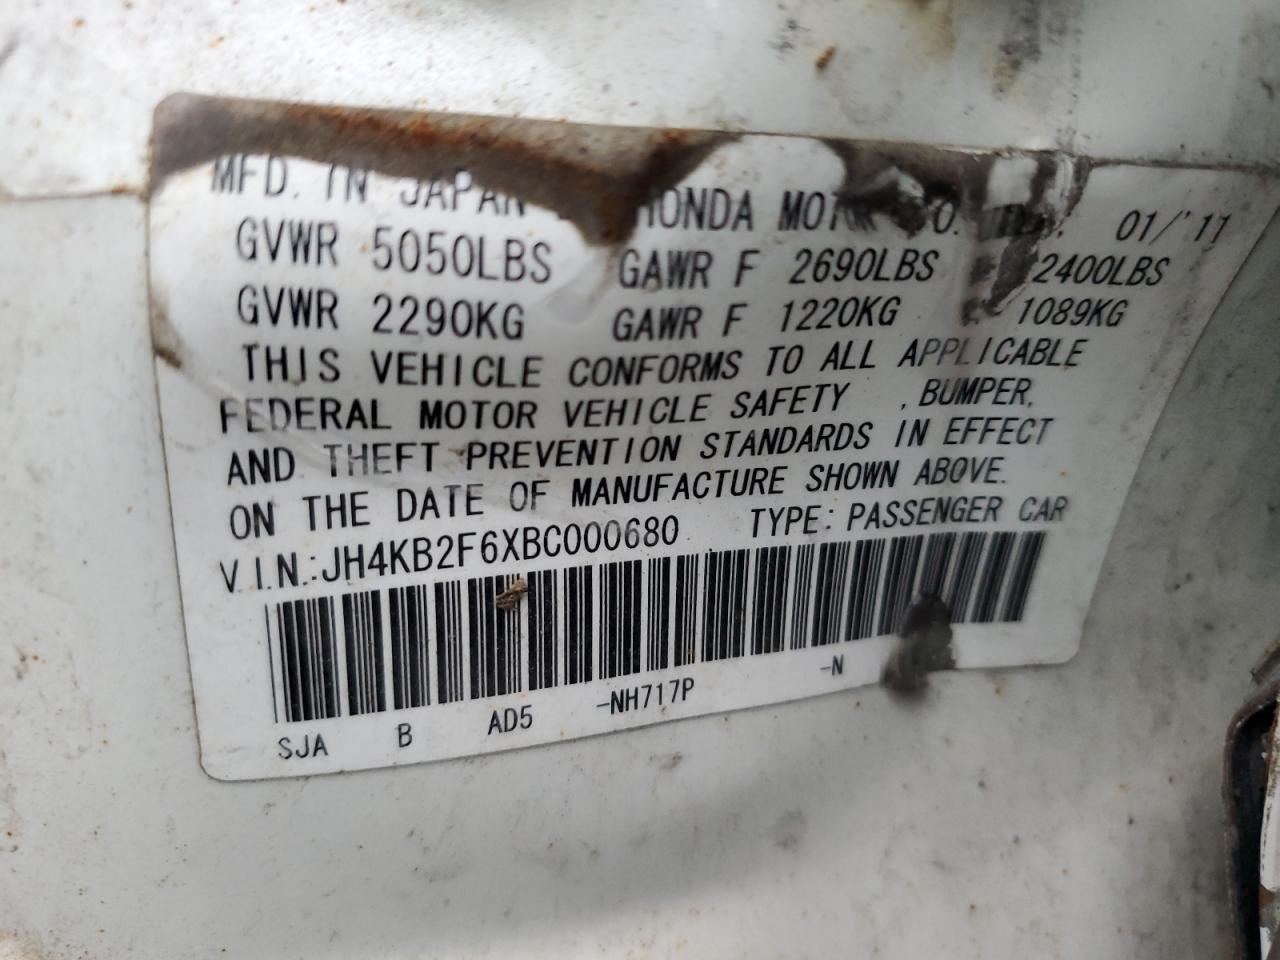 MFD. IN JAPAN HONDA MOTOR CO. 01/'11
GVWR 5050LBS GAWR F 2690LBS 2400LBS
GVWR 2290KG GAWR F 1220KG 1089KG
THIS VEHICLE CONFORMS TO ALL APPLICABLE
FEDERAL MOTOR VEHICLE SAFETY , BUMPER,
AND THEFT PREVENTION STANDARDS IN EFFECT
ON THE DATE OF MANUFACTURE SHOWN ABOVE.
V.I.N.:JH4KB2F6XBC000680 TYPE: PASSENGER CAR
SJA B AD5 -NH717P -N